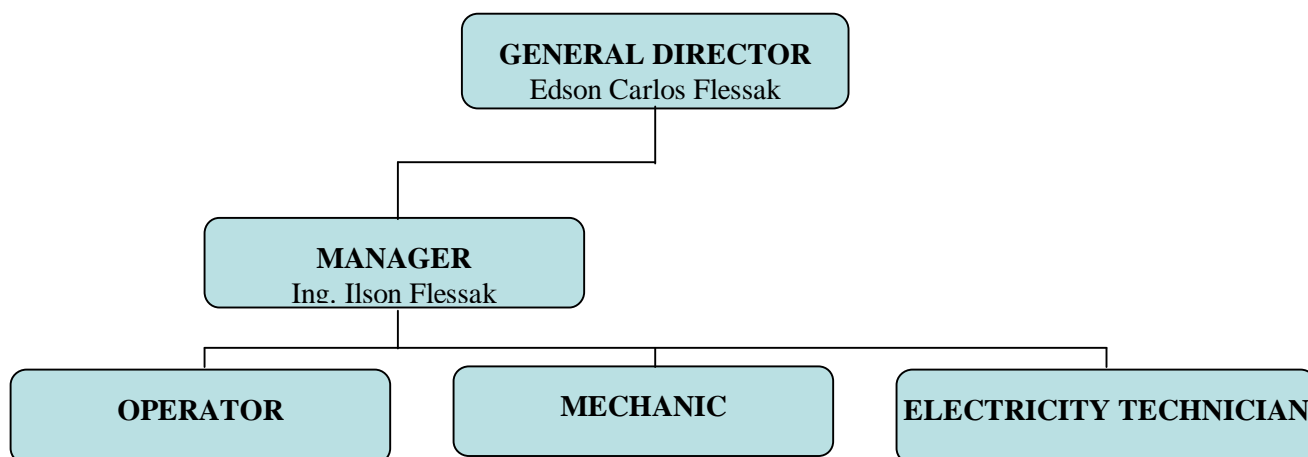 GENERAL DIRECTOR
Edson Carlos Flessak
MANAGER
Ing. Ilson Flessak
OPERATOR
MECHANIC
ELECTRICITY TECHNICIAN